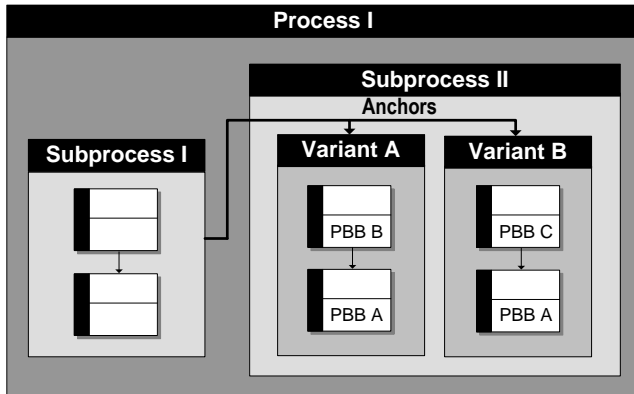 Process I
Subprocess II
Anchors
Subprocess I
Variant A
Variant B
PBB B
PBB C
PBB A
PBB A